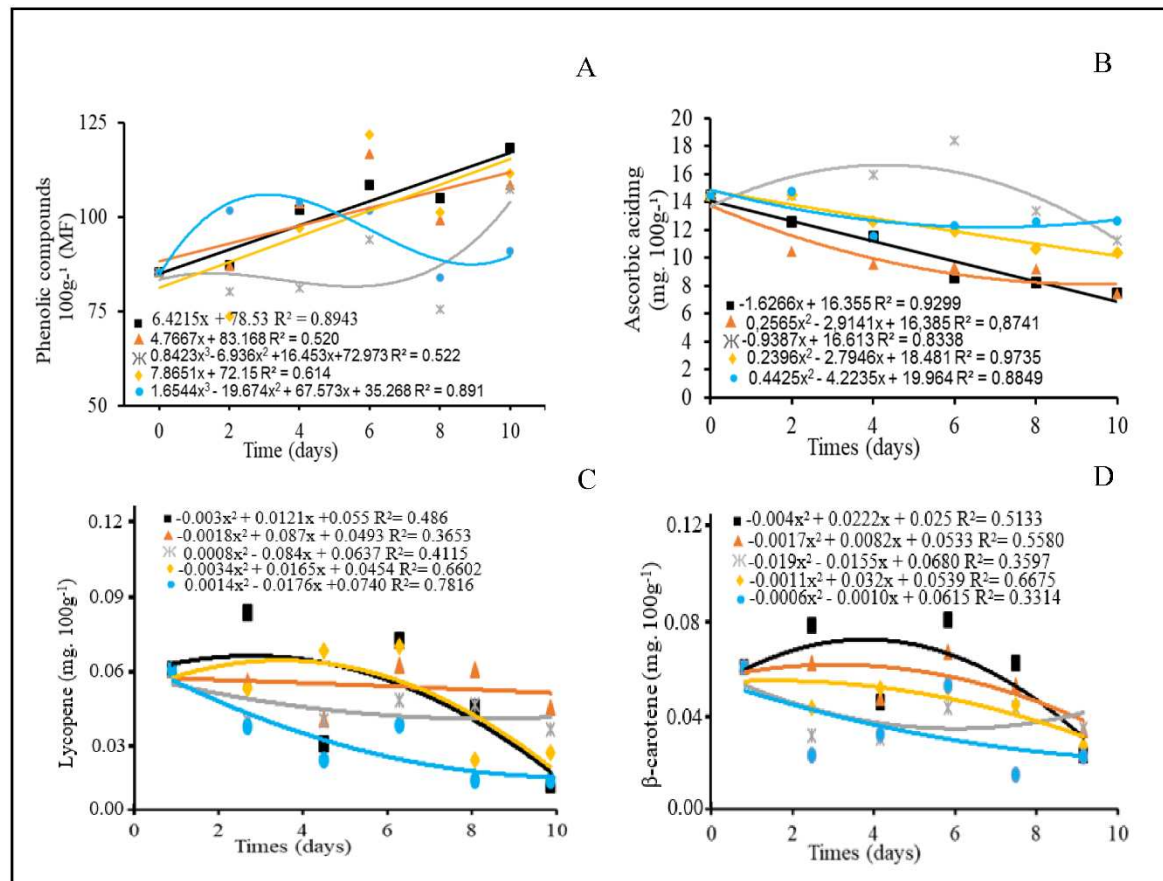 A
125
100
75
50
Phenolic compounds
100g-¹ (MF)
6.4215x + 78.53 R² = 0.8943
4.7667x + 83.168 R² = 0.520
0.8423x³ - 6.936x² + 16.453x+72.973 R² = 0.522
7.8651x + 72.15 R² = 0.614
1.6544x³ - 19.674x² + 67.573x + 35.268 R² = 0.891
0 2 4 6 8 10
Time (days)
B
20
18
16
14
12
10
8
6
4
2
0
Ascorbic acidmg
(mg. 100g-¹)
-1.6266x + 16.355 R² = 0.9299
0,2565x² - 2,9141x + 16,385 R² = 0,8741
-0.9387x + 16.613 R² = 0.8338
0.2396x² - 2.7946x + 18.481 R² = 0.9735
0.4425x² - 4.2235x + 19.964 R² = 0.8849
0 2 4 6 8 10
Times (days)
C
0.12
0.09
0.06
0.03
0.00
Lycopene (mg. 100g-¹)
-0.003x² + 0.0121x +0.055 R²= 0.486
-0.0018x² + 0.087x + 0.0493 R²= 0.3653
0.0008x² - 0.084x + 0.0637 R²= 0.4115
-0.0034x² + 0.0165x + 0.0454 R²= 0.6602
0.0014x² - 0.0176x +0.0740 R²= 0.7816
0 2 4 6 8 10
Times (days)
D
0.12
0.08
0.04
0.00
β-carotene (mg. 100g-¹)
-0.004x² + 0.0222x + 0.025 R²= 0.5133
-0.0017x² + 0.0082x + 0.0533 R²= 0.5580
-0.019x² - 0.0155x + 0.0680 R²= 0.3597
-0.0011x² + 0.032x + 0.0539 R²= 0.6675
-0.0006x² - 0.0010x + 0.0615 R²= 0.3314
0 2 4 6 8 10
Times (days)